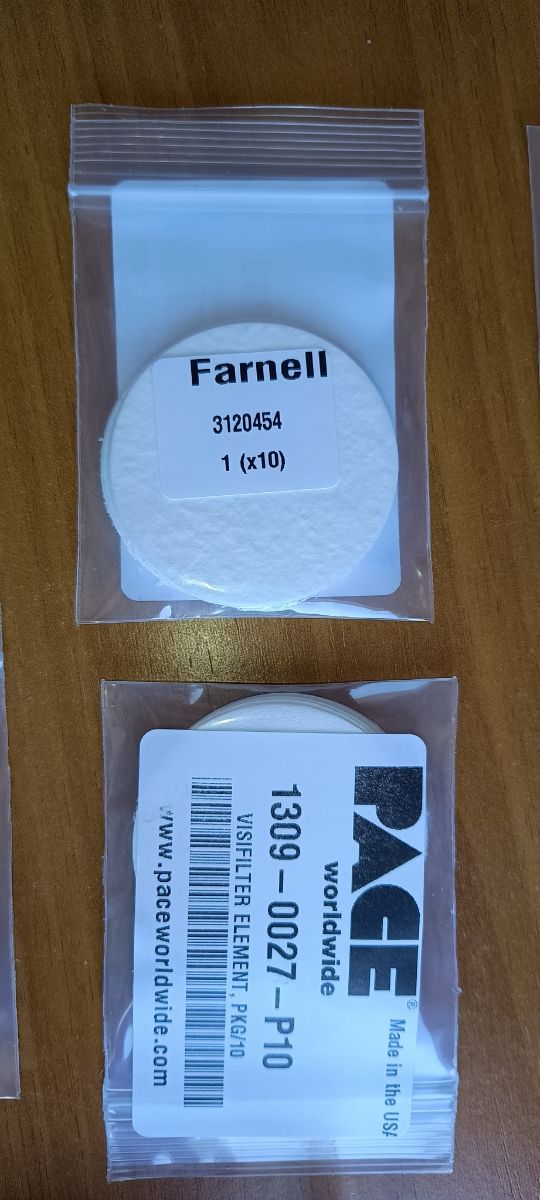 Farnell
3120454
1 (x10)
PACE®
worldwide
Made in the USA
1309-0027-P10
VISIFILTER ELEMENT, PKG/10
www.paceworldwide.com